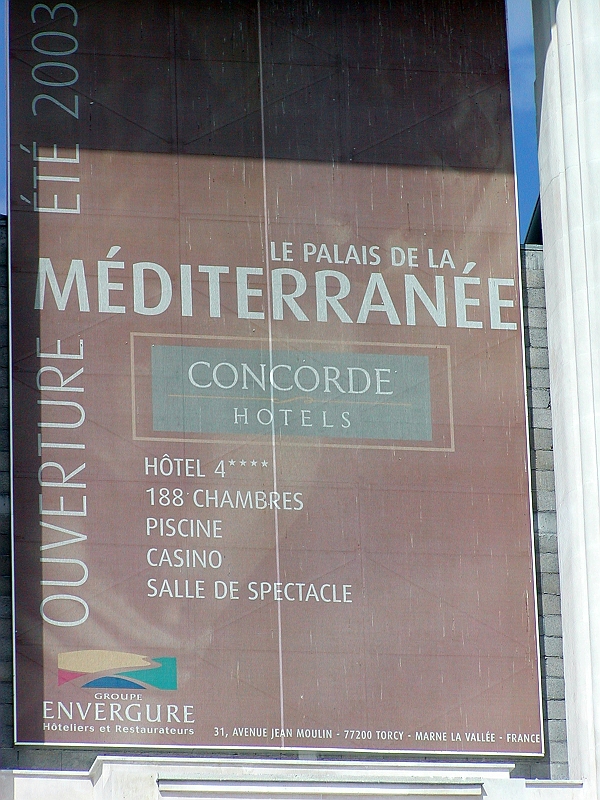 OUVERTURE ÉTÉ 2003
LE PALAIS DE LA
MÉDITERRANÉE
CONCORDE
HOTELS
HÔTEL 4****
188 CHAMBRES
PISCINE
CASINO
SALLE DE SPECTACLE
GROUPE
ENVERGURE
Hôteliers et Restaurateurs
31, AVENUE JEAN MOULIN - 77200 TORCY - MARNE LA VALLÉE - FRANCE